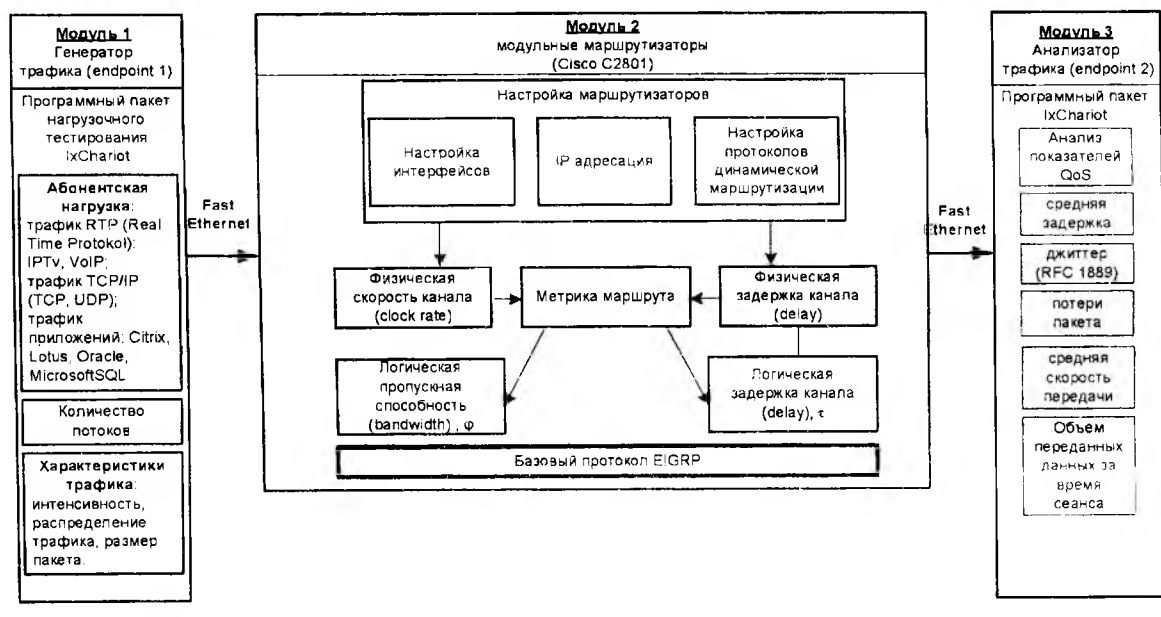 Модуль 1
Генератор
трафика (endpoint 1)
Программный пакет
нагрузочного
тестирования
IxChariot
Абонентская
нагрузка:
трафик RTP (Real
Time Protokol):
IPTv, VoIP;
трафик TCP/IP
(TCP, UDP);
трафик
приложений: Citrix,
Lotus, Oracle,
MicrosoftSQL
Количество
потоков
Характеристики
трафика:
интенсивность,
распределение
трафика, размер
пакета.
Fast
Ethernet
Модуль 2
модульные маршрутизаторы
(Cisco C2801)
Настройка маршрутизаторов
Настройка
интерфейсов
IP адресация
Настройка
протоколов
динамической
маршрутизации
Физическая
скорость канала
(clock rate)
Метрика маршрута
Физическая
задержка канала
(delay)
Логическая
пропускная
способность
(bandwidth) , φ
Логическая
задержка канала
(delay), τ
Базовый протокол EIGRP
Fast
Ethernet
Модуль 3
Анализатор
трафика (endpoint 2)
Программный пакет
IxChariot
Анализ
показателей
QoS
средняя
задержка
джиттер
(RFC 1889)
потери
пакета
средняя
скорость
передачи
Объем
переданных
данных за
время
сеанса